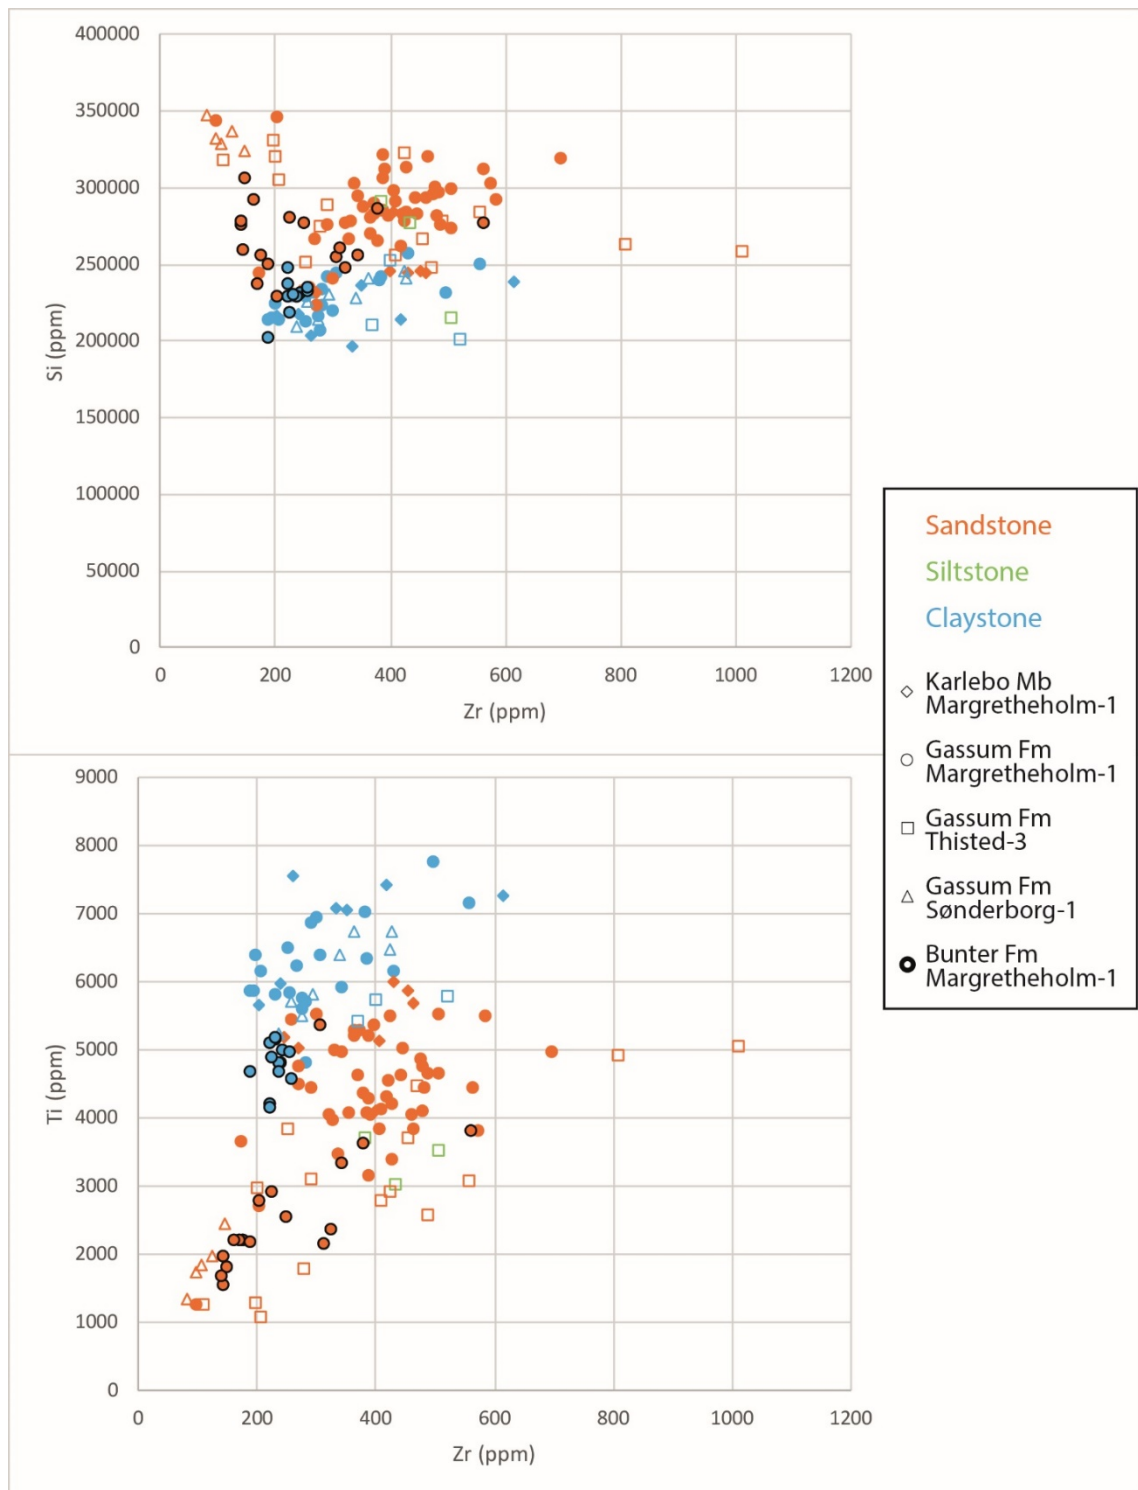 400000
350000
300000
250000
200000
150000
100000
50000
0
Si (ppm)
0 200 400 600 800 1000 1200
Zr (ppm)
Sandstone
Siltstone
Claystone
Karlebo Mb
Margretheholm-1
Gassum Fm
Margretheholm-1
Gassum Fm
Thisted-3
Gassum Fm
Sønderborg-1
Bunter Fm
Margretheholm-1
9000
8000
7000
6000
5000
4000
3000
2000
1000
0
Ti (ppm)
0 200 400 600 800 1000 1200
Zr (ppm)